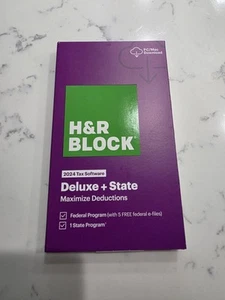 PC/Mac
Download
H&R
BLOCK
2024 Tax Software
Deluxe + State
Maximize Deductions
Federal Program (with 5 FREE federal e-files)
1 State Program